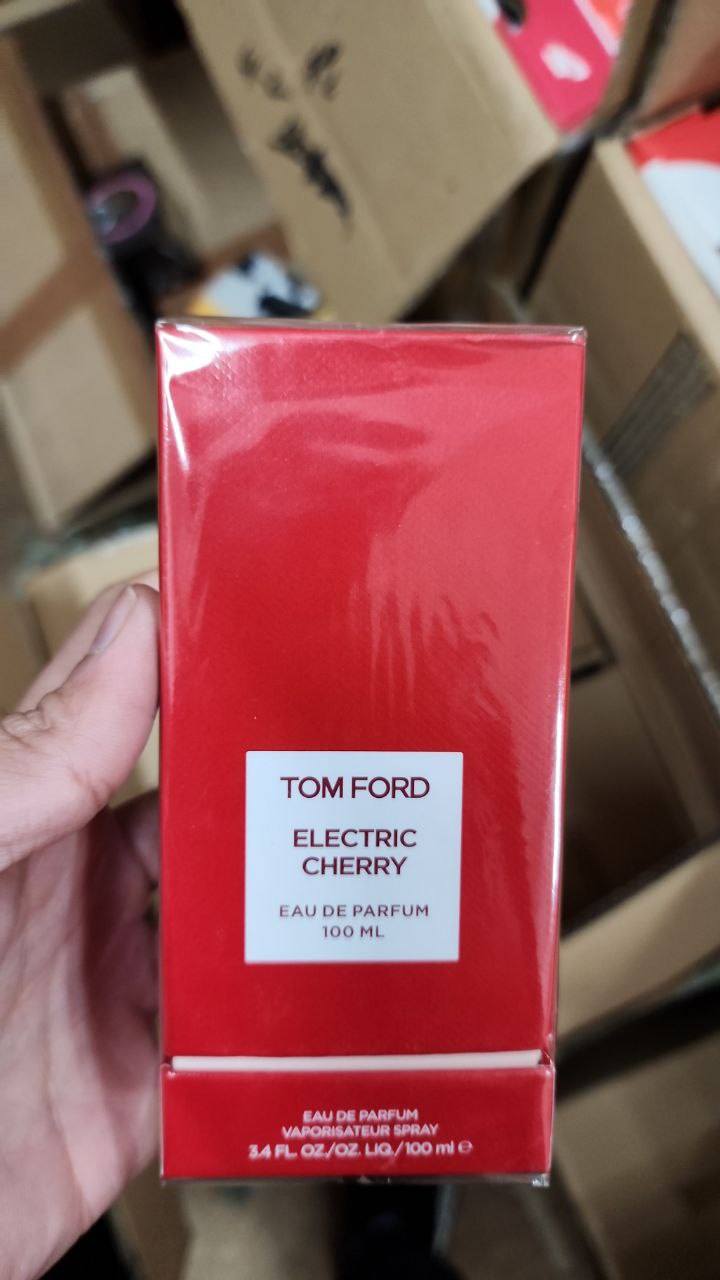 TOM FORD
ELECTRIC
CHERRY
EAU DE PARFUM
100 ML
EAU DE PARFUM
VAPORISATEUR SPRAY
3.4 FL. OZ./OZ. LIQ./100 ml ℮